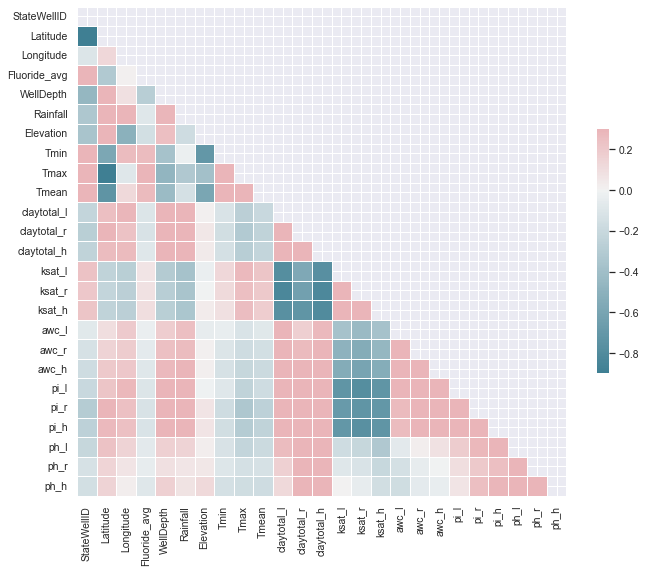 StateWellID
Latitude
Longitude
Fluoride_avg
WellDepth
Rainfall
Elevation
Tmin
Tmax
Tmean
claytotal_l
claytotal_r
claytotal_h
ksat_l
ksat_r
ksat_h
awc_l
awc_r
awc_h
pi_l
pi_r
pi_h
ph_l
ph_r
ph_h
StateWellID
Latitude
Longitude
Fluoride_avg
WellDepth
Rainfall
Elevation
Tmin
Tmax
Tmean
claytotal_l
claytotal_r
claytotal_h
ksat_l
ksat_r
ksat_h
awc_l
awc_r
awc_h
pi_l
pi_r
pi_h
ph_l
ph_r
ph_h
0.2
0.0
−0.2
−0.4
−0.6
−0.8